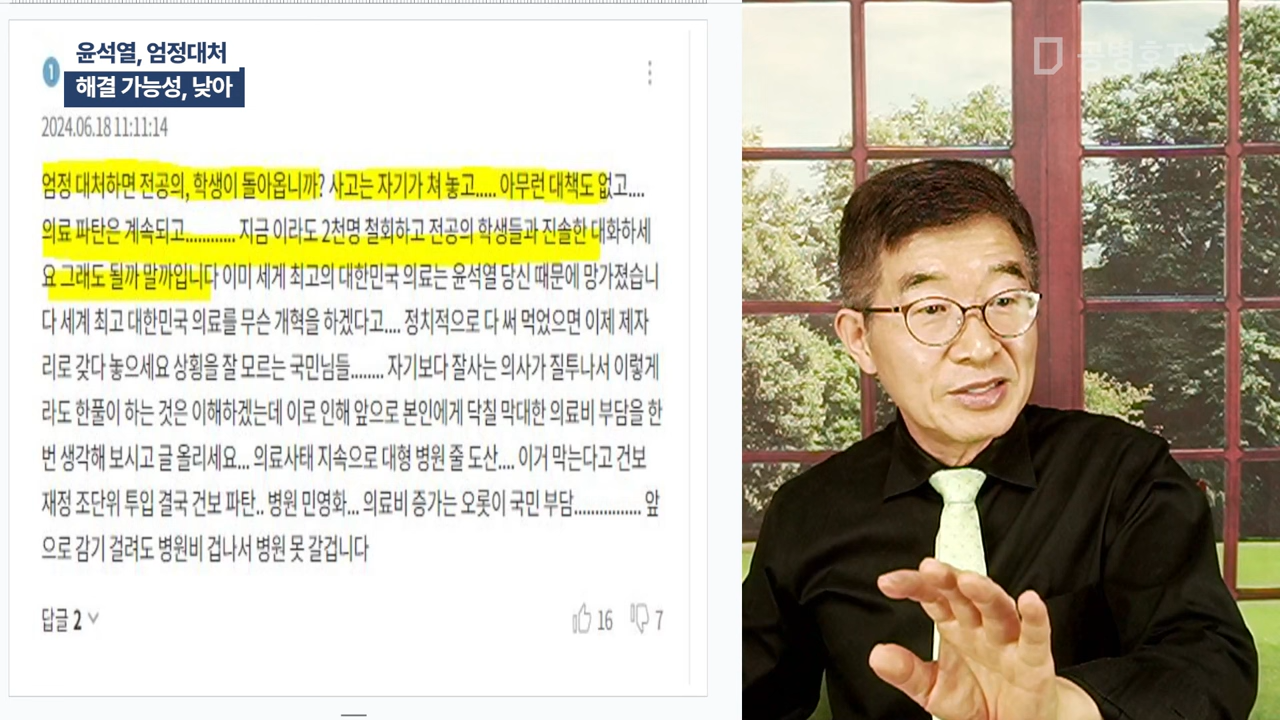 윤석열, 엄정대처
해결 가능성, 낮아
1
2024.06.18 11:11:14
엄정 대처하면 전공의, 학생이 돌아옵니까? 사고는 자기가 쳐 놓고..... 아무런 대책도 없고....
의료 파탄은 계속되고............ 지금 이라도 2천명 철회하고 전공의 학생들과 진솔한 대화하세
요 그래도 될까 말까입니다 이미 세게 최고의 대한민국 의료는 윤석열 당신 때문에 망가졌습니
다 세계 최고 대한민국 의료를 무슨 개혁을 하겠다고.... 정치적으로 다 써 먹었으면 이제 제자
리로 갖다 놓으세요 상황을 잘 모르는 국민님들........ 자기보다 잘사는 의사가 질투나서 이렇게
라도 한풀이 하는 것은 이해하겠는데 이로 인해 앞으로 본인에게 닥칠 막대한 의료비 부담을 한
번 생각해 보시고 글 올리세요... 의료사태 지속으로 대형 병원 줄 도산.... 이거 막는다고 건보
재정 조단위 투입 결국 건보 파탄.. 병원 민영화... 의료비 증가는 오롯이 국민 부담................ 앞
으로 감기 걸려도 병원비 겁나서 병원 못 갈겁니다
답글 2
16
7
공병호TV